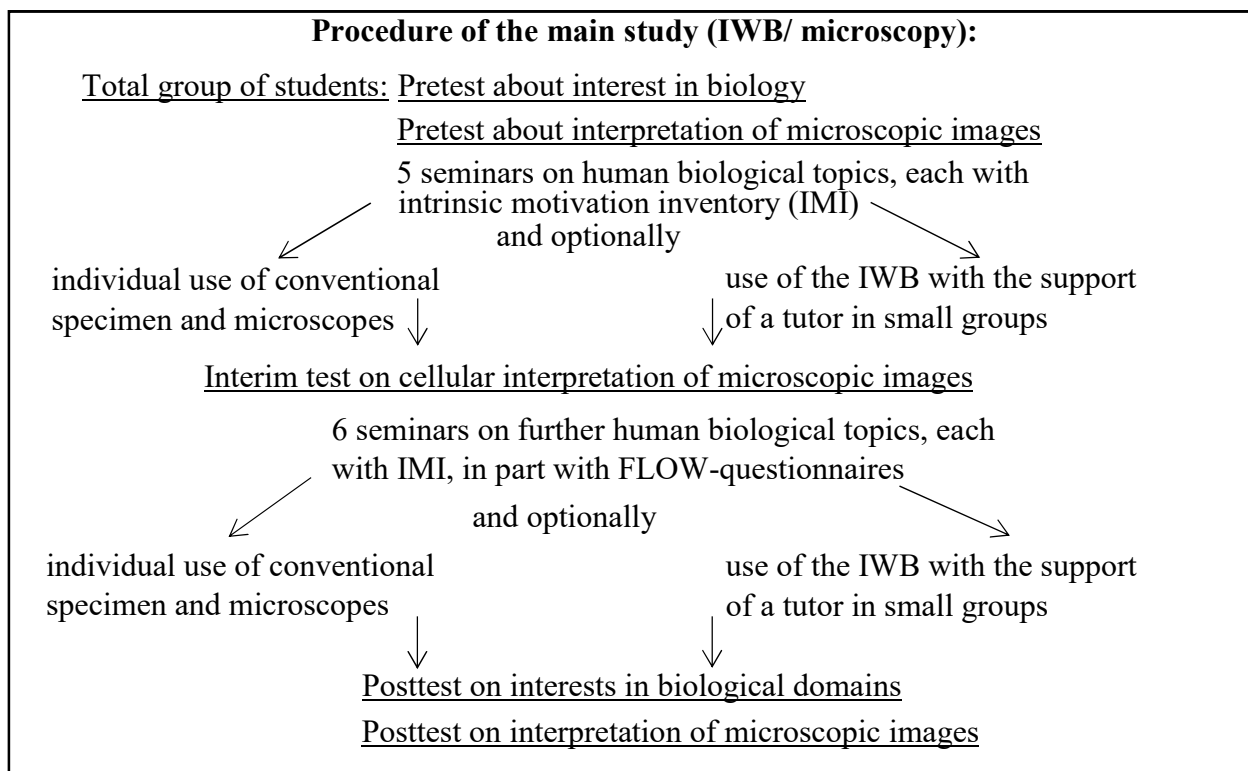 Procedure of the main study (IWB/ microscopy):
Total group of students: Pretest about interest in biology
Pretest about interpretation of microscopic images
5 seminars on human biological topics, each with
intrinsic motivation inventory (IMI)
and optionally
individual use of conventional
specimen and microscopes
use of the IWB with the support
of a tutor in small groups
Interim test on cellular interpretation of microscopic images
6 seminars on further human biological topics, each
with IMI, in part with FLOW-questionnaires
and optionally
individual use of conventional
specimen and microscopes
use of the IWB with the support
of a tutor in small groups
Posttest on interests in biological domains
Posttest on interpretation of microscopic images